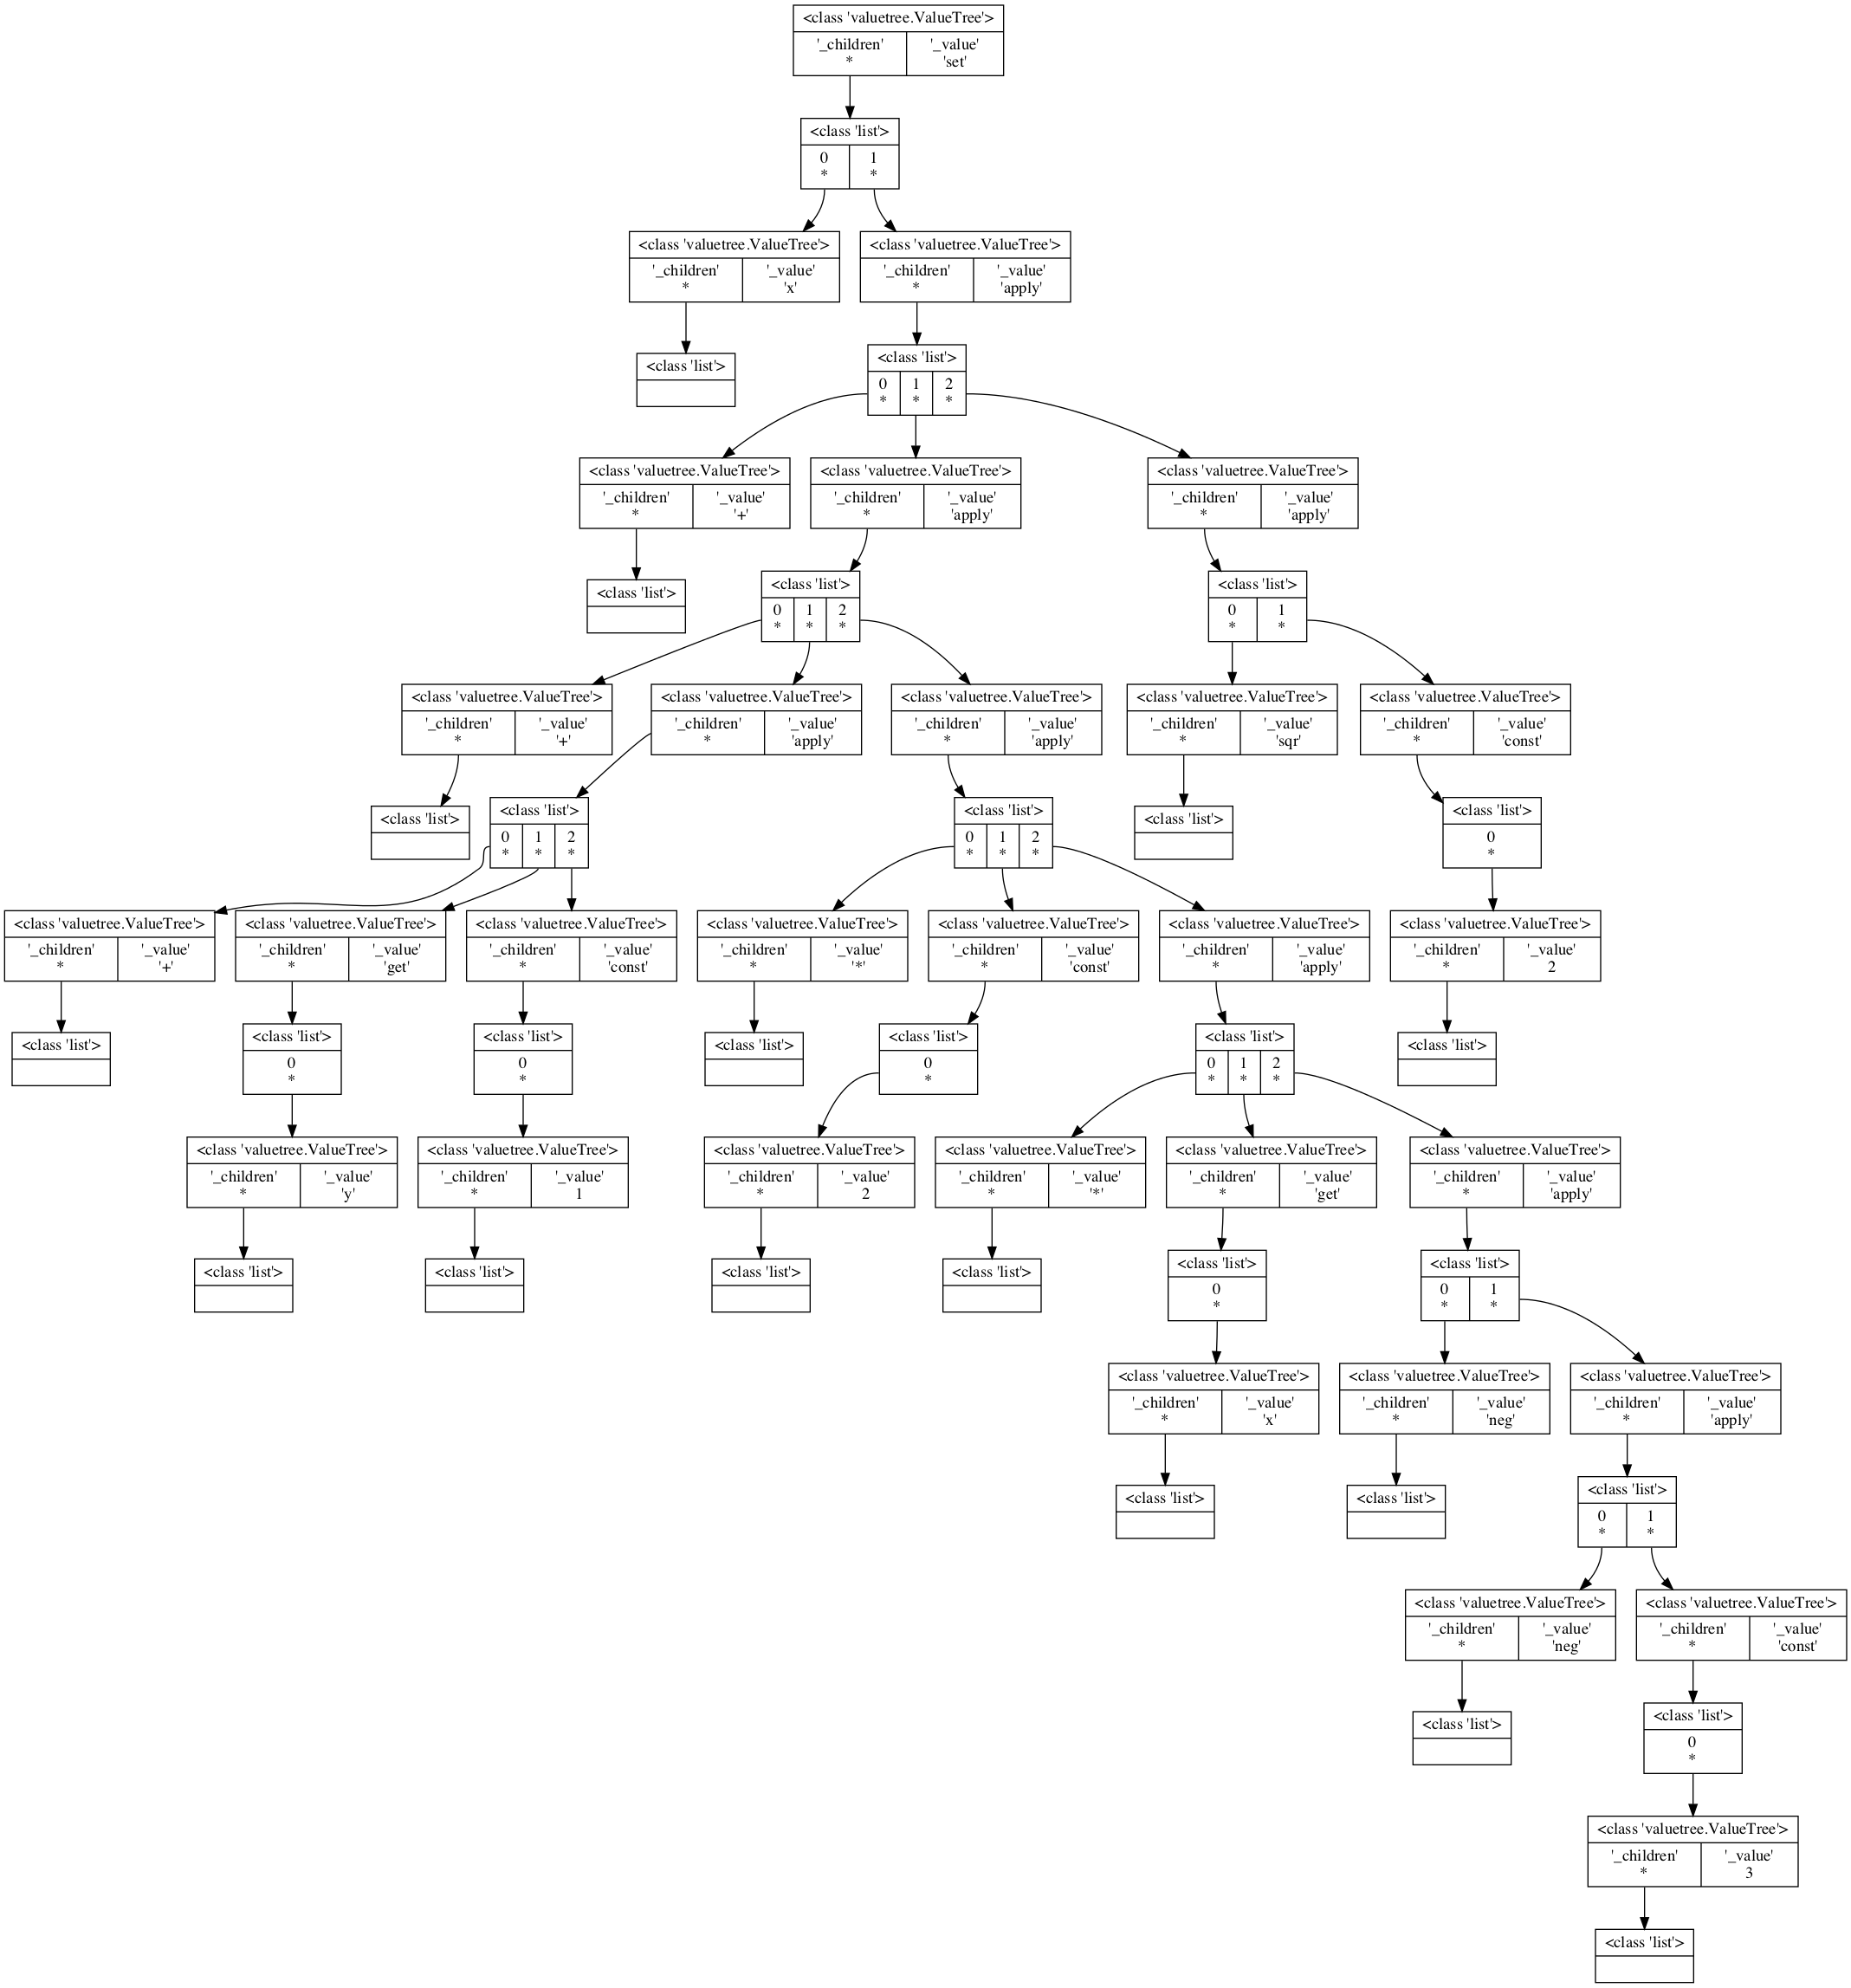 <class 'valuetree.ValueTree'>
'_children' '_value'
* 'set'
<class 'list'>
0 1
* *
<class 'valuetree.ValueTree'> <class 'valuetree.ValueTree'>
'_children' '_value' '_children' '_value'
* 'x' * 'apply'
<class 'list'> <class 'list'>
0 1 2
* * *
<class 'valuetree.ValueTree'> <class 'valuetree.ValueTree'> <class 'valuetree.ValueTree'>
'_children' '_value' '_children' '_value' '_children' '_value'
* '+' * 'apply' * 'apply'
<class 'list'> <class 'list'> <class 'list'>
0 1 2 0 1
* * * * *
<class 'valuetree.ValueTree'> <class 'valuetree.ValueTree'> <class 'valuetree.ValueTree'> <class 'valuetree.ValueTree'> <class 'valuetree.ValueTree'>
'_children' '_value' '_children' '_value' '_children' '_value' '_children' '_value' '_children' '_value'
* '+' * 'apply' * 'apply' * 'sqr' * 'const'
<class 'list'> <class 'list'> <class 'list'> <class 'list'> <class 'list'>
0 1 2 0 1 2 0
* * * * * * *
<class 'valuetree.ValueTree'> <class 'valuetree.ValueTree'> <class 'valuetree.ValueTree'> <class 'valuetree.ValueTree'> <class 'valuetree.ValueTree'> <class 'valuetree.ValueTree'> <class 'valuetree.ValueTree'>
'_children' '_value' '_children' '_value' '_children' '_value' '_children' '_value' '_children' '_value' '_children' '_value' '_children' '_value'
* '+' * 'get' * 'const' * '*' * 'const' * 'apply' * 2
<class 'list'> <class 'list'> <class 'list'> <class 'list'> <class 'list'> <class 'list'> <class 'list'>
0 0 0 0 1 2
* * * * * *
<class 'valuetree.ValueTree'> <class 'valuetree.ValueTree'> <class 'valuetree.ValueTree'> <class 'valuetree.ValueTree'> <class 'valuetree.ValueTree'> <class 'valuetree.ValueTree'>
'_children' '_value' '_children' '_value' '_children' '_value' '_children' '_value' '_children' '_value' '_children' '_value'
* 'y' * 1 * 2 * '*' * 'get' * 'apply'
<class 'list'> <class 'list'> <class 'list'> <class 'list'> <class 'list'> <class 'list'>
0 0 1
* * *
<class 'valuetree.ValueTree'> <class 'valuetree.ValueTree'> <class 'valuetree.ValueTree'>
'_children' '_value' '_children' '_value' '_children' '_value'
* 'x' * 'neg' * 'apply'
<class 'list'> <class 'list'> <class 'list'>
0 1
* *
<class 'valuetree.ValueTree'> <class 'valuetree.ValueTree'>
'_children' '_value' '_children' '_value'
* 'neg' * 'const'
<class 'list'> <class 'list'>
0
*
<class 'valuetree.ValueTree'>
'_children' '_value'
* 3
<class 'list'>